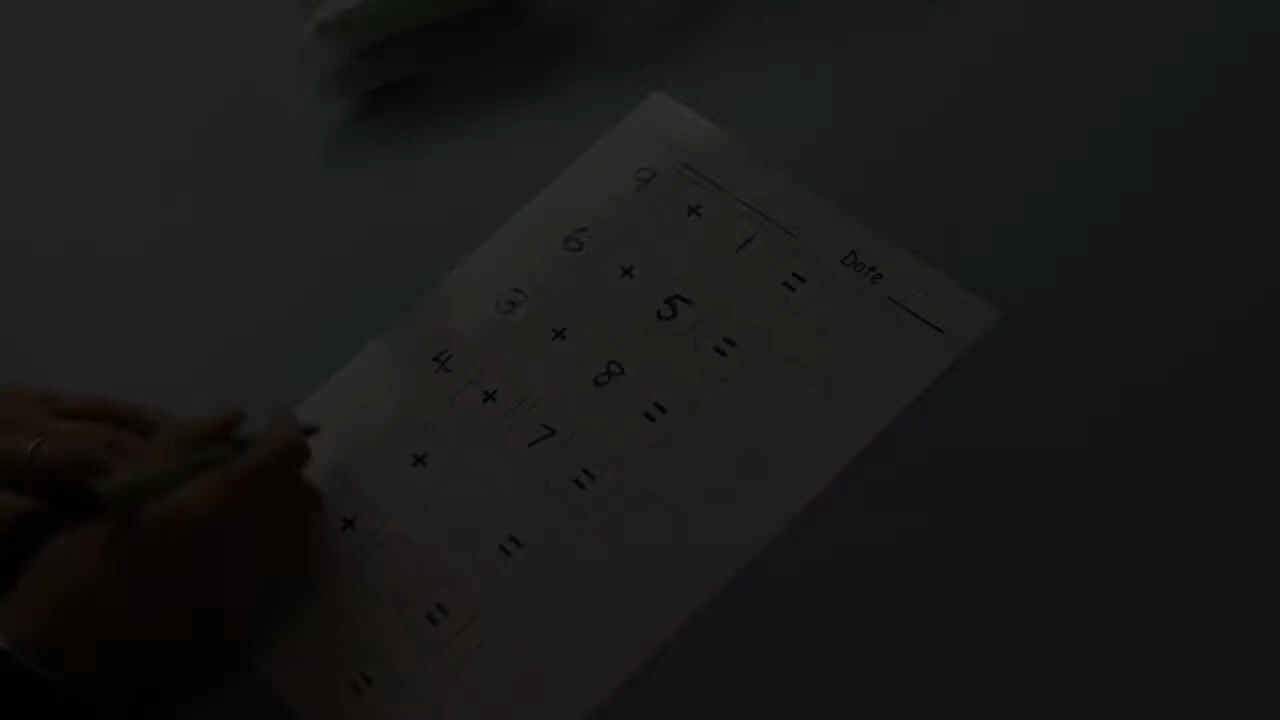 Date
9 + 1 =
6 + 5 =
3 + 8 =
4 + 7 =
+ =
+ =
=